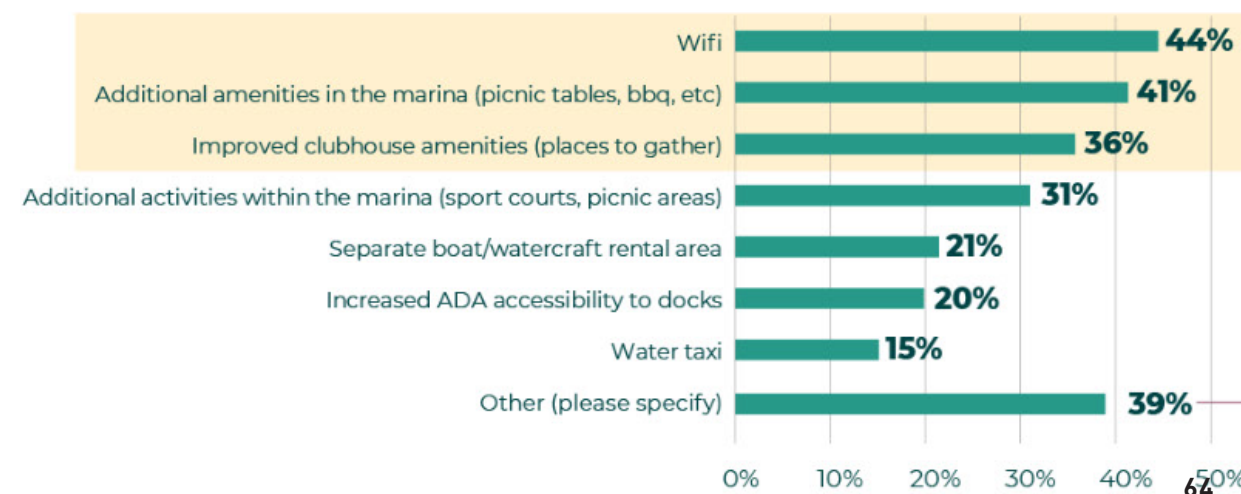 Wifi 44%
Additional amenities in the marina (picnic tables, bbq, etc) 41%
Improved clubhouse amenities (places to gather) 36%
Additional activities within the marina (sport courts, picnic areas) 31%
Separate boat/watercraft rental area 21%
Increased ADA accessibility to docks 20%
Water taxi 15%
Other (please specify) 39%
0% 10% 20% 30% 40% 50%
64